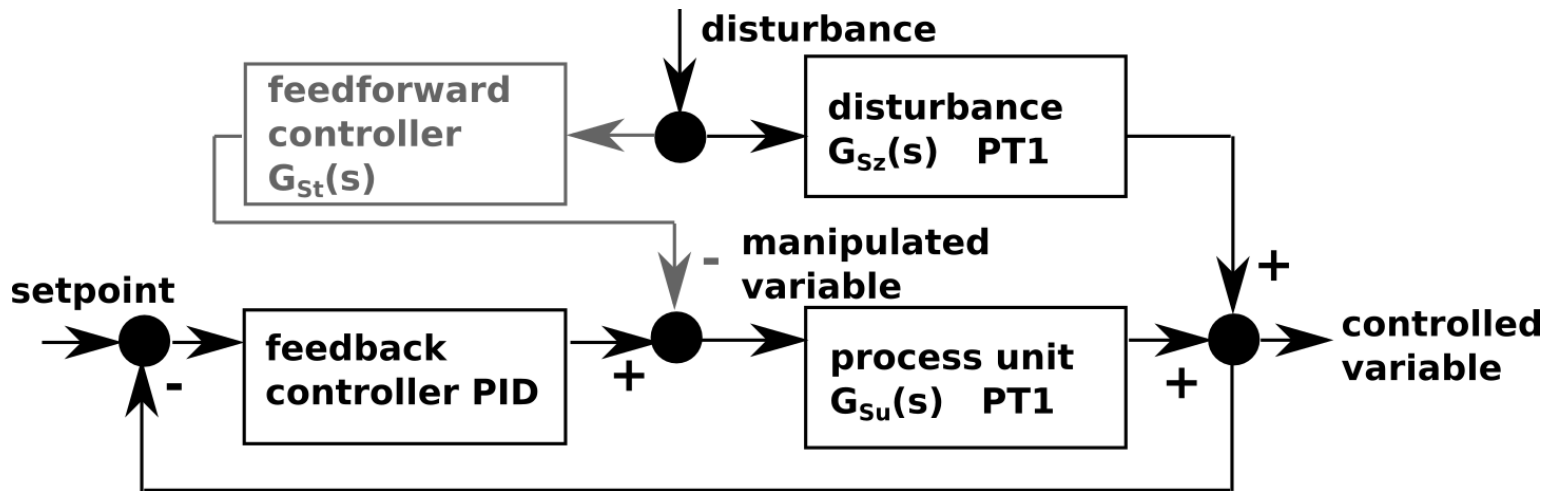 disturbance
feedforward
controller
G_St(s)
disturbance
G_Sz(s) PT1
+
-
manipulated
variable
setpoint
-
feedback
controller PID
+
process unit
G_Su(s) PT1
+
controlled
variable